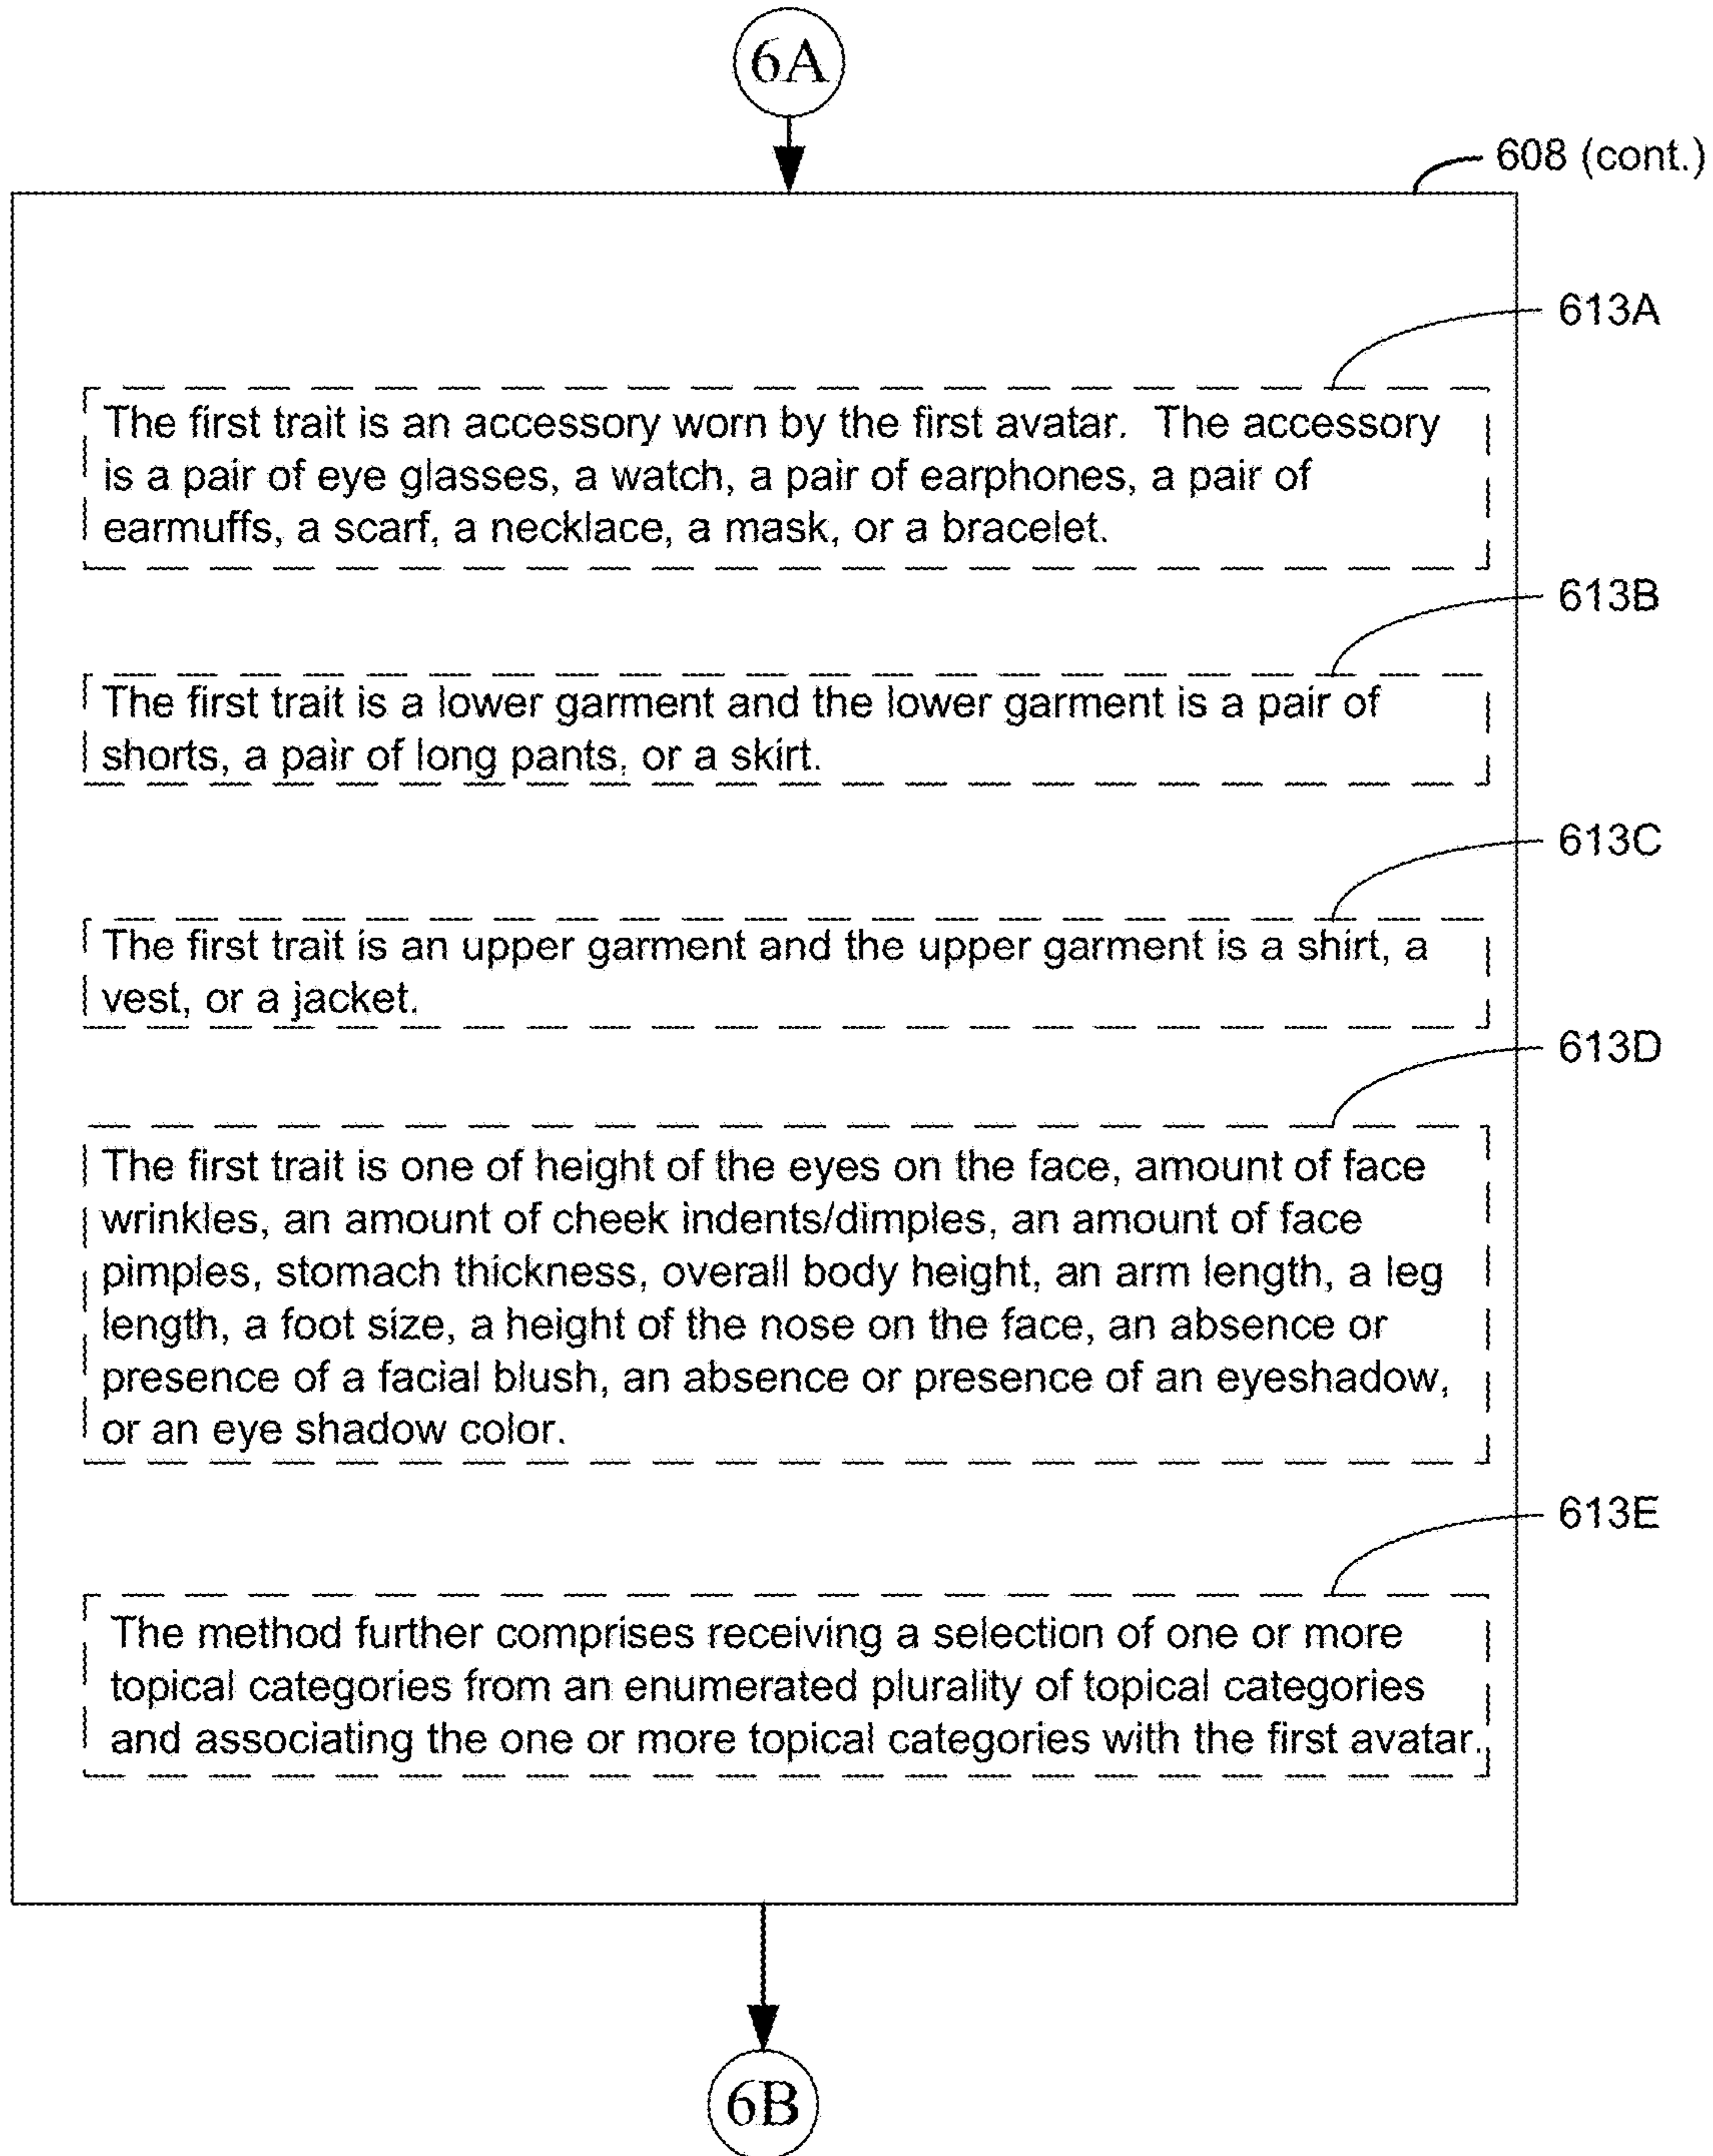 6A
608 (cont.)
613A
The first trait is an accessory worn by the first avatar. The accessory
is a pair of eye glasses, a watch, a pair of earphones, a pair of
earmuffs, a scarf, a necklace, a mask, or a bracelet.
613B
The first trait is a lower garment and the lower garment is a pair of
shorts, a pair of long pants, or a skirt.
613C
The first trait is an upper garment and the upper garment is a shirt, a
vest, or a jacket.
613D
The first trait is one of height of the eyes on the face, amount of face
wrinkles, an amount of cheek indents/dimples, an amount of face
pimples, stomach thickness, overall body height, an arm length, a leg
length, a foot size, a height of the nose on the face, an absence or
presence of a facial blush, an absence or presence of an eyeshadow,
or an eye shadow color.
613E
The method further comprises receiving a selection of one or more
topical categories from an enumerated plurality of topical categories
and associating the one or more topical categories with the first avatar.
6B